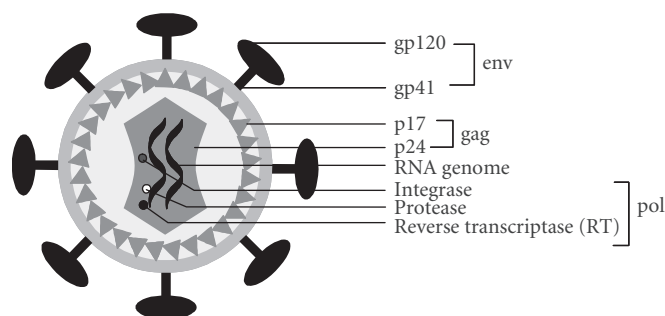 gp120
env
gp41
p17
gag
p24
RNA genome
Integrase
Protease
pol
Reverse transcriptase (RT)